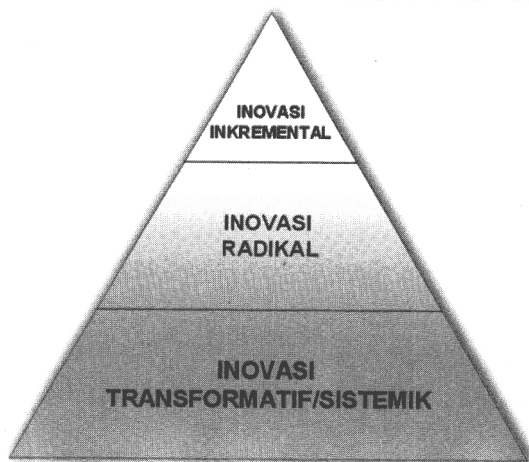 INOVASI
INKREMENTAL
INOVASI
RADIKAL
INOVASI
TRANSFORMATIF/SISTEMIK